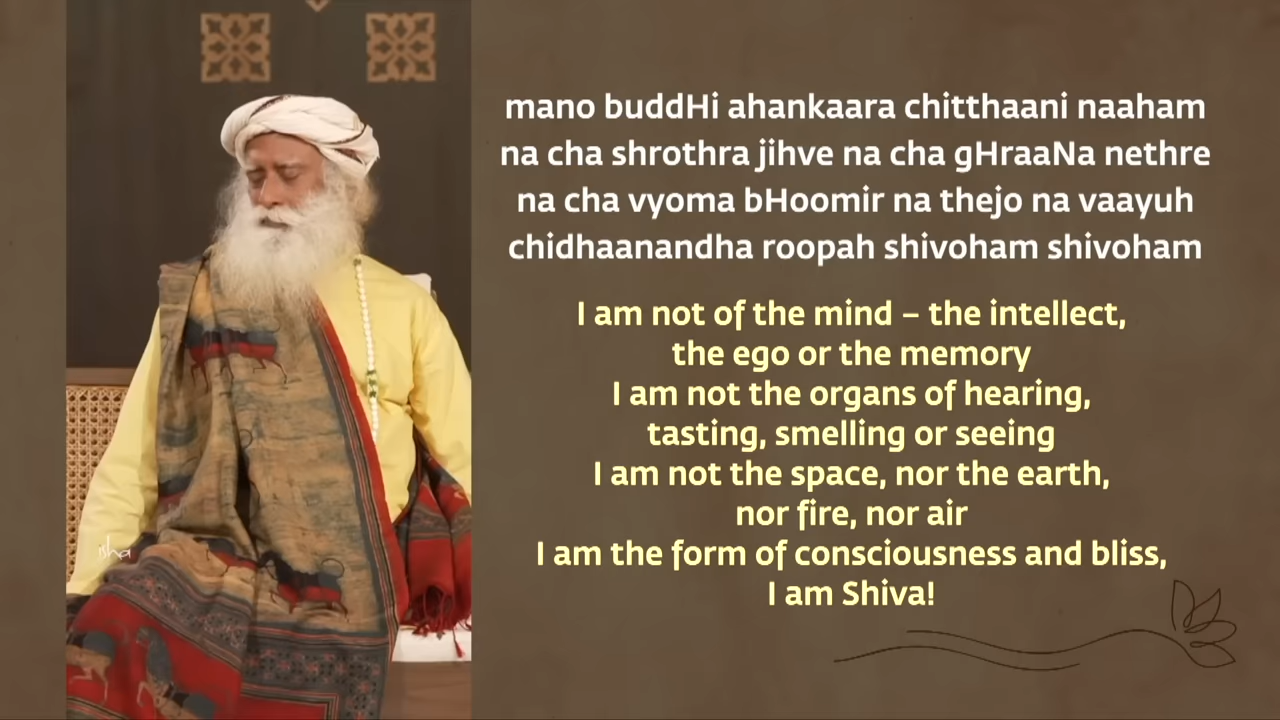 mano buddHi ahankaara chitthaani naaham
na cha shrothra jihve na cha gHraaNa nethre
na cha vyoma bHoomir na thejo na vaayuh
chidhaanandha roopah shivoham shivoham
I am not of the mind – the intellect,
the ego or the memory
I am not the organs of hearing,
tasting, smelling or seeing
I am not the space, nor the earth,
nor fire, nor air
I am the form of consciousness and bliss,
I am Shiva!
isha